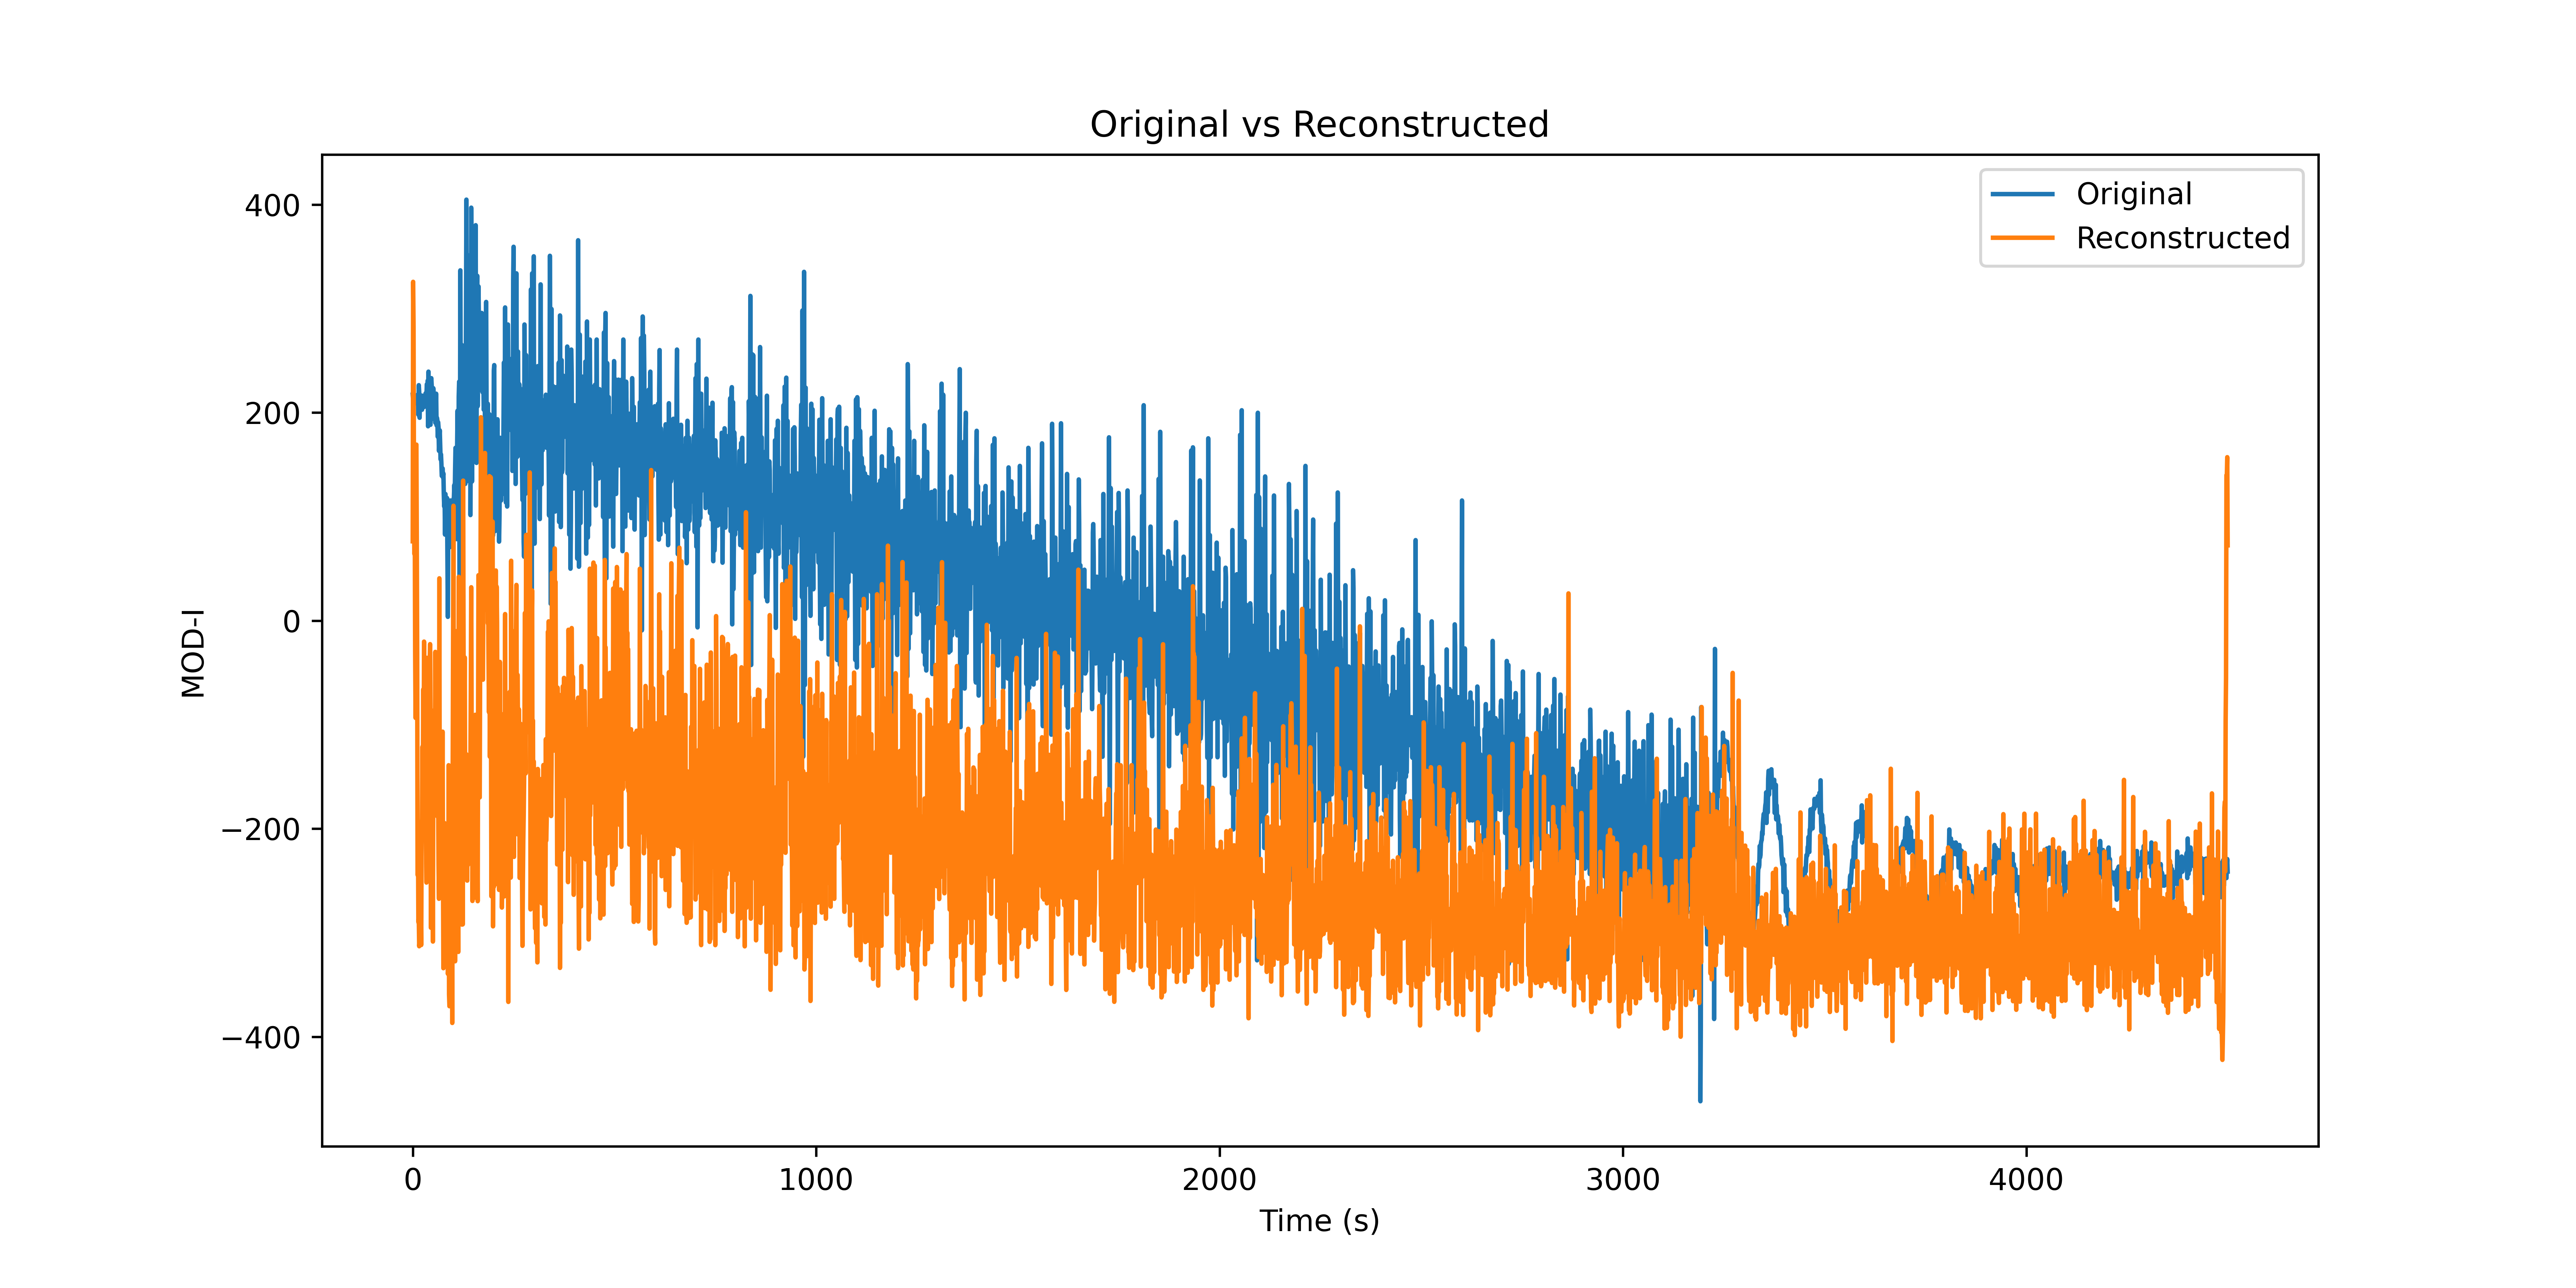 Original vs Reconstructed
Original
Reconstructed
MOD-I
400
200
0
−200
−400
0
1000
2000
3000
4000
Time (s)